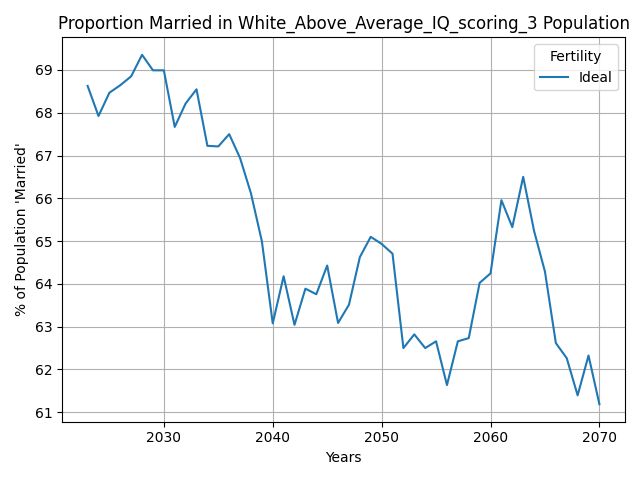 Proportion Married in White_Above_Average_IQ_scoring_3 Population
Fertility
Ideal
% of Population 'Married'
69
68
67
66
65
64
63
62
61
2030 2040 2050 2060 2070
Years